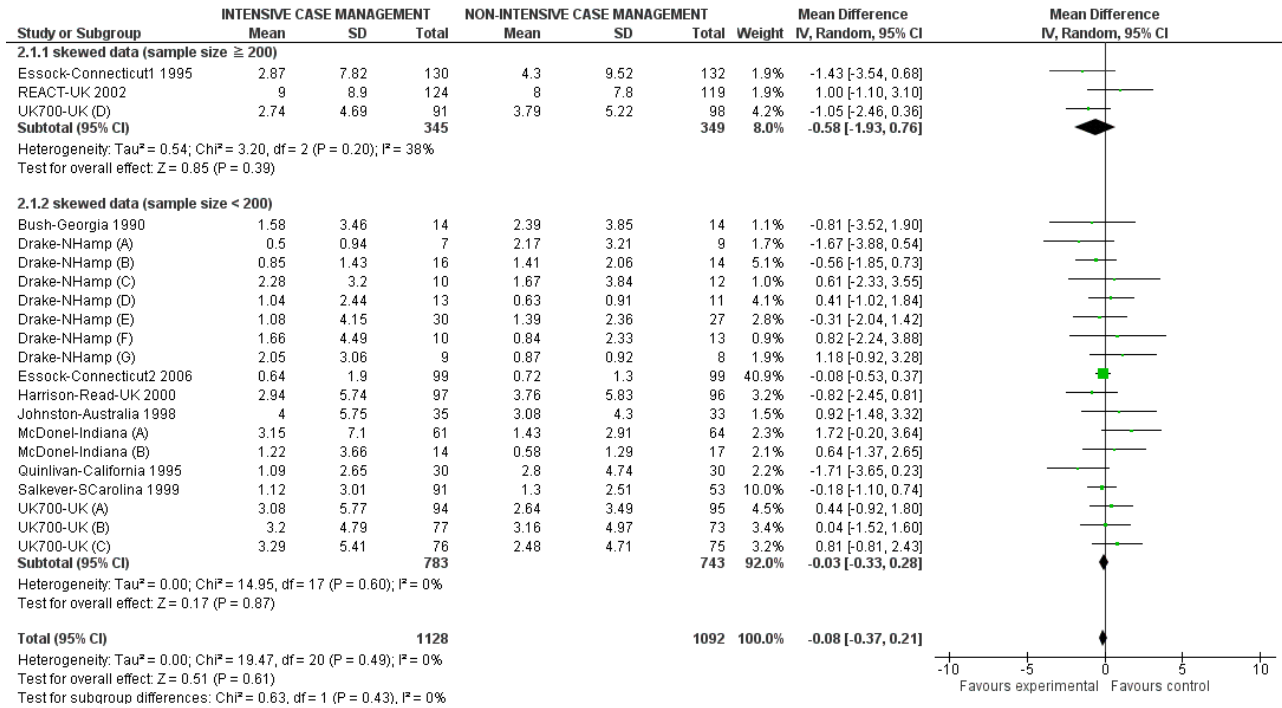 INTENSIVE CASE MANAGEMENT NON-INTENSIVE CASE MANAGEMENT Mean Difference Mean Difference
Study or Subgroup Mean SD Total Mean SD Total Weight IV, Random, 95% CI IV, Random, 95% CI
2.1.1 skewed data (sample size ≧ 200)
Essock-Connecticut1 1995 2.87 7.82 130 4.3 9.52 132 1.9% -1.43 [-3.54, 0.68]
REACT-UK 2002 9 8.9 124 8 7.8 119 1.9% 1.00 [-1.10, 3.10]
UK700-UK (D) 2.74 4.69 91 3.79 5.22 98 4.2% -1.05 [-2.46, 0.36]
Subtotal (95% CI) 345 349 8.0% -0.58 [-1.93, 0.76]
Heterogeneity: Tau² = 0.54; Chi² = 3.20, df = 2 (P = 0.20); I² = 38%
Test for overall effect: Z = 0.85 (P = 0.39)
2.1.2 skewed data (sample size < 200)
Bush-Georgia 1990 1.58 3.46 14 2.39 3.85 14 1.1% -0.81 [-3.52, 1.90]
Drake-NHamp (A) 0.5 0.94 7 2.17 3.21 9 1.7% -1.67 [-3.88, 0.54]
Drake-NHamp (B) 0.85 1.43 16 1.41 2.06 14 5.1% -0.56 [-1.85, 0.73]
Drake-NHamp (C) 2.28 3.2 10 1.67 3.84 12 1.0% 0.61 [-2.33, 3.55]
Drake-NHamp (D) 1.04 2.44 13 0.63 0.91 11 4.1% 0.41 [-1.02, 1.84]
Drake-NHamp (E) 1.08 4.15 30 1.39 2.36 27 2.8% -0.31 [-2.04, 1.42]
Drake-NHamp (F) 1.66 4.49 10 0.84 2.33 13 0.9% 0.82 [-2.24, 3.88]
Drake-NHamp (G) 2.05 3.06 9 0.87 0.92 8 1.9% 1.18 [-0.92, 3.28]
Essock-Connecticut2 2006 0.64 1.9 99 0.72 1.3 99 40.9% -0.08 [-0.53, 0.37]
Harrison-Read-UK 2000 2.94 5.74 97 3.76 5.83 96 3.1% -0.82 [-2.45, 0.81]
Johnston-Australia 1998 4 5.75 35 3.08 4.3 33 1.5% 0.92 [-1.48, 3.32]
McDonel-Indiana (A) 3.15 7.1 61 1.43 2.91 64 2.3% 1.72 [-0.20, 3.64]
McDonel-Indiana (B) 1.22 3.66 14 0.58 1.29 17 2.1% 0.64 [-1.37, 2.65]
Quinlivan-California 1995 1.09 2.65 30 2.8 4.74 30 2.2% -1.71 [-3.65, 0.23]
Salkever-SCarolina 1999 1.12 3.01 91 1.3 2.51 53 10.0% -0.18 [-1.10, 0.74]
UK700-UK (A) 3.08 5.77 94 2.64 3.49 95 4.5% 0.44 [-0.92, 1.80]
UK700-UK (B) 3.2 4.79 77 3.16 4.97 73 3.4% 0.04 [-1.52, 1.60]
UK700-UK (C) 3.29 5.41 76 2.48 4.71 75 3.2% 0.81 [-0.81, 2.43]
Subtotal (95% CI) 783 743 92.0% -0.03 [-0.33, 0.28]
Heterogeneity: Tau² = 0.00; Chi² = 14.95, df = 17 (P = 0.60); I² = 0%
Test for overall effect: Z = 0.17 (P = 0.87)
Total (95% CI) 1128 1092 100.0% -0.08 [-0.37, 0.21]
Heterogeneity: Tau² = 0.00; Chi² = 19.47, df = 20 (P = 0.49); I² = 0%
Test for overall effect: Z = 0.51 (P = 0.61)
Test for subgroup differences: Chi² = 0.63, df = 1 (P = 0.43), I² = 0%
-10 -5 0 5 10
Favours experimental Favours control